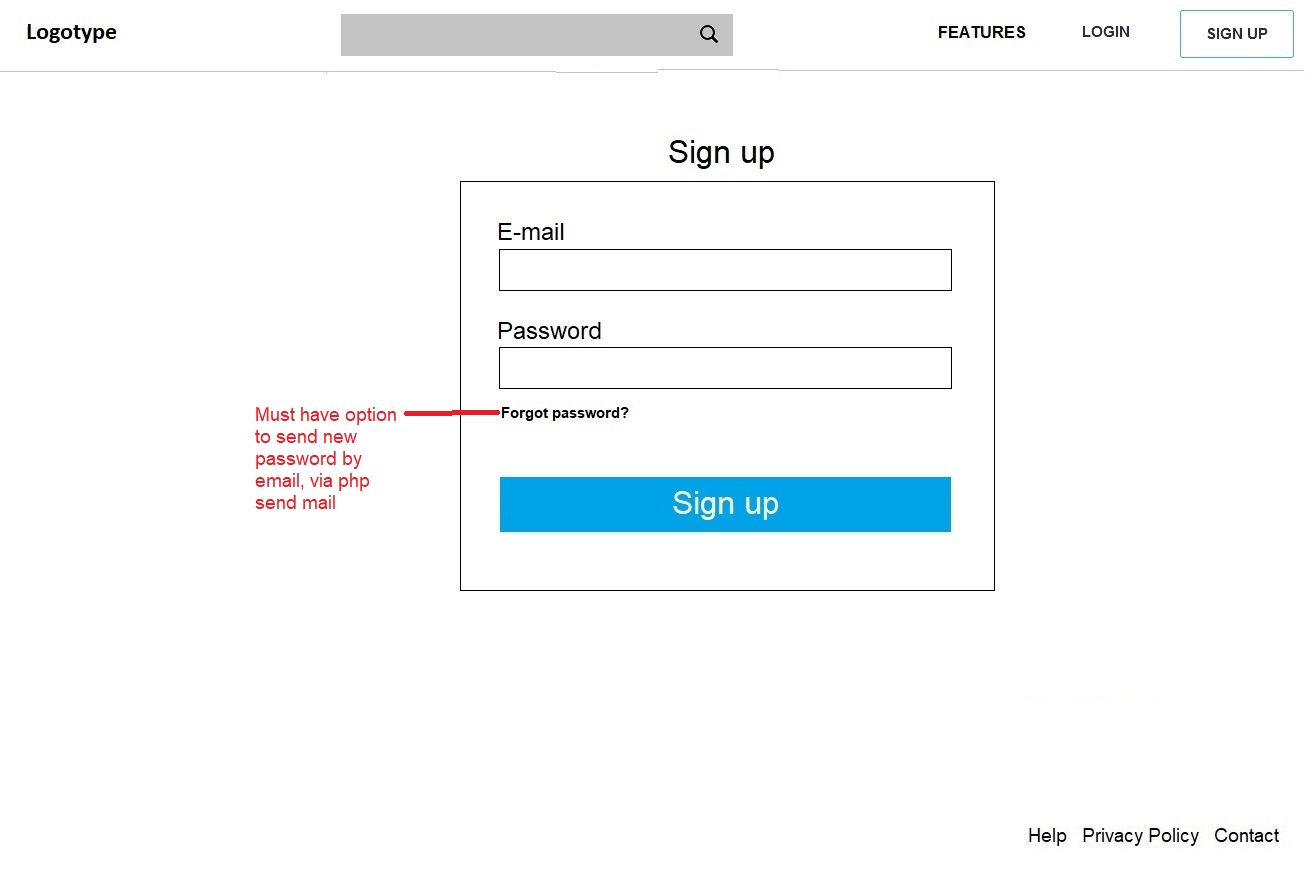 Logotype
FEATURES
LOGIN
SIGN UP
Sign up
E-mail
Password
Forgot password?
Must have option
to send new
password by
email, via php
send mail
Sign up
Help
Privacy Policy
Contact